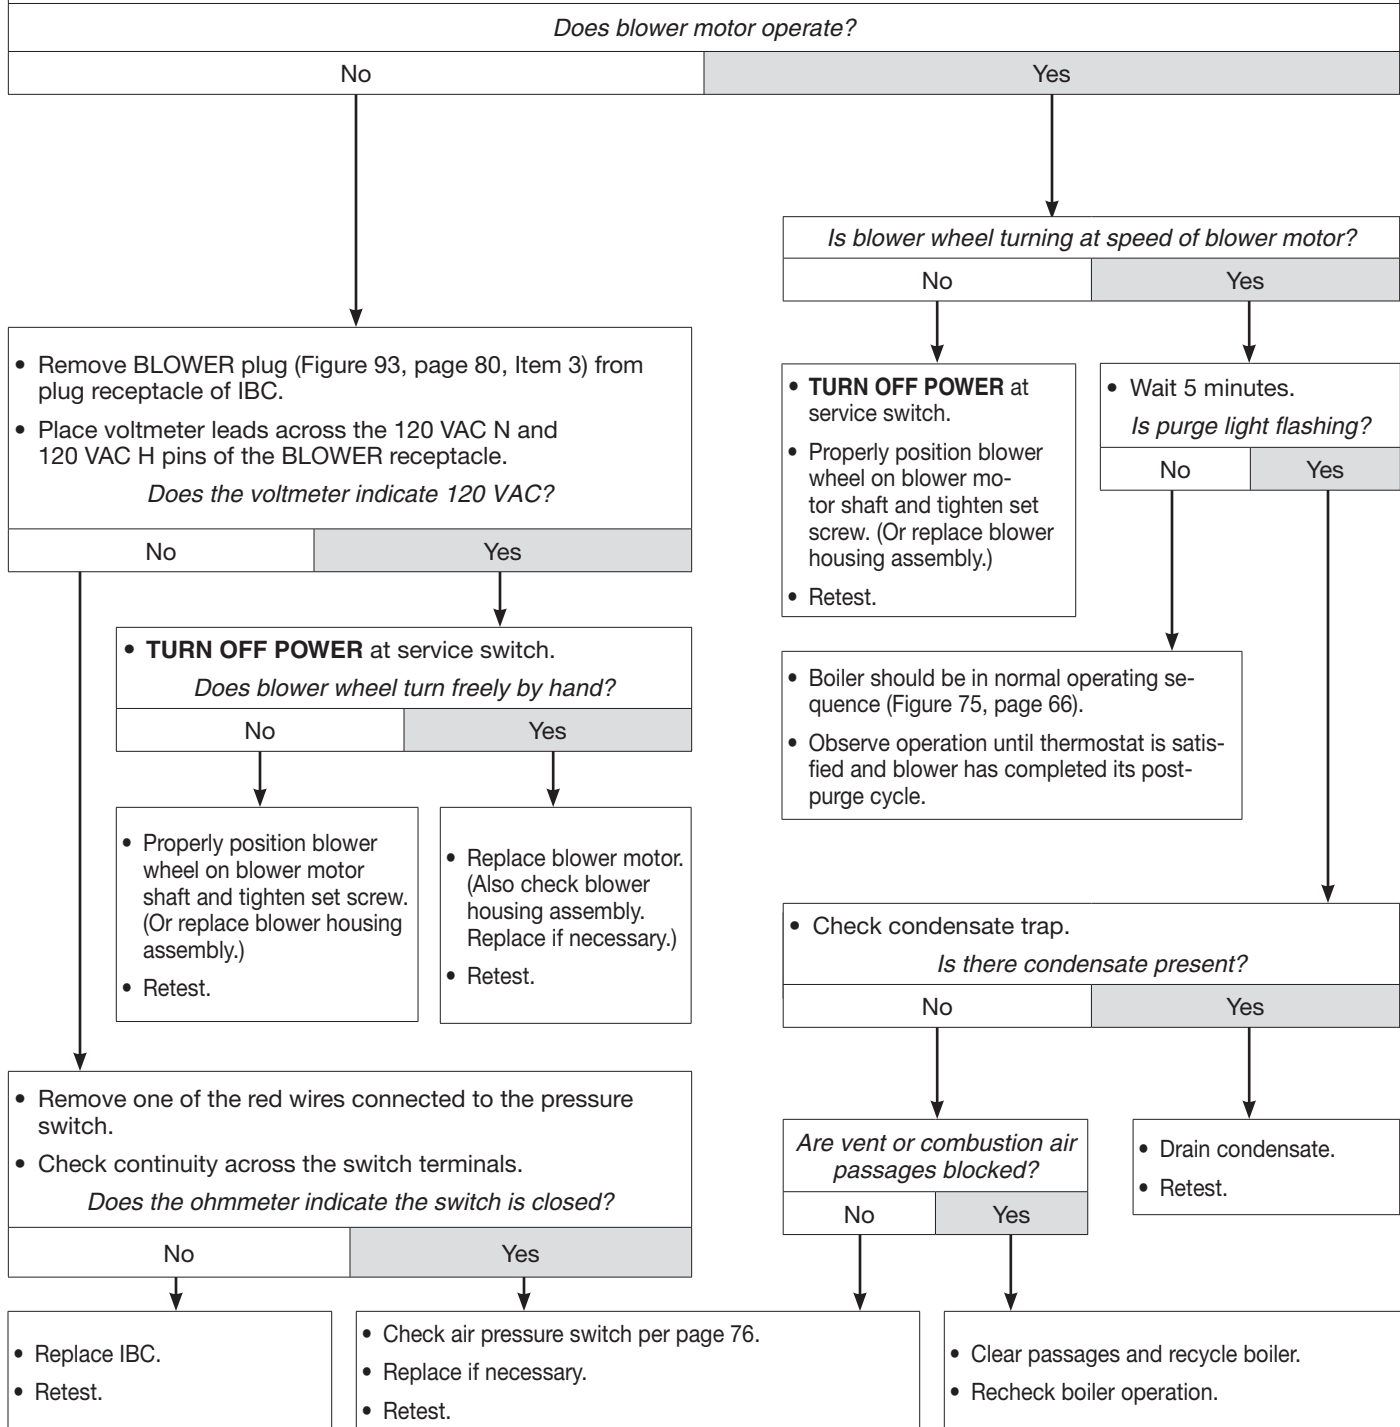 Does blower motor operate?
No
Yes
Is blower wheel turning at speed of blower motor?
No
Yes
• Remove BLOWER plug (Figure 93, page 80, Item 3) from
plug receptacle of IBC.
• Place voltmeter leads across the 120 VAC N and
120 VAC H pins of the BLOWER receptacle.
Does the voltmeter indicate 120 VAC?
No
Yes
• TURN OFF POWER at
service switch.
• Properly position blower
wheel on blower mo-
tor shaft and tighten set
screw. (Or replace blower
housing assembly.)
• Retest.
• Wait 5 minutes.
Is purge light flashing?
No
Yes
• TURN OFF POWER at service switch.
Does blower wheel turn freely by hand?
No
Yes
• Boiler should be in normal operating se-
quence (Figure 75, page 66).
• Observe operation until thermostat is satis-
fied and blower has completed its post-
purge cycle.
• Properly position blower
wheel on blower motor
shaft and tighten set screw.
(Or replace blower housing
assembly.)
• Retest.
• Replace blower motor.
(Also check blower
housing assembly.
Replace if necessary.)
• Retest.
• Check condensate trap.
Is there condensate present?
No
Yes
• Remove one of the red wires connected to the pressure
switch.
• Check continuity across the switch terminals.
Does the ohmmeter indicate the switch is closed?
No
Yes
Are vent or combustion air
passages blocked?
No
Yes
• Drain condensate.
• Retest.
• Replace IBC.
• Retest.
• Check air pressure switch per page 76.
• Replace if necessary.
• Retest.
• Clear passages and recycle boiler.
• Recheck boiler operation.